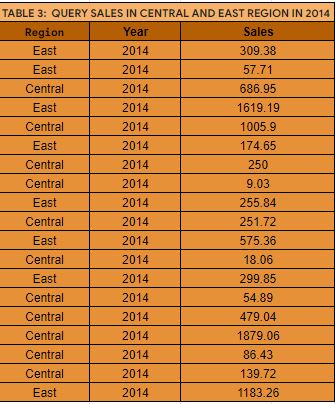 TABLE 3: QUERY SALES IN CENTRAL AND EAST REGION IN 2014
Region Year Sales
East 2014 309.38
East 2014 57.71
Central 2014 686.95
East 2014 1619.19
Central 2014 1005.9
East 2014 174.65
Central 2014 250
Central 2014 9.03
East 2014 255.84
Central 2014 251.72
East 2014 575.36
Central 2014 18.06
East 2014 299.85
Central 2014 54.89
Central 2014 479.04
Central 2014 1879.06
Central 2014 86.43
Central 2014 139.72
East 2014 1183.26